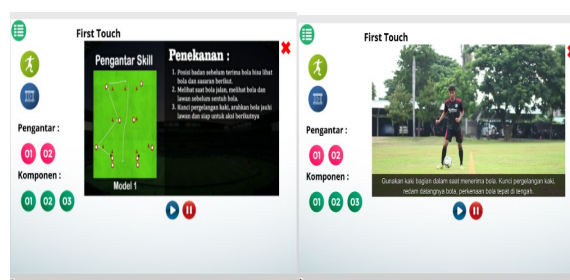 First Touch
Pengantar Skill
Penekanan :
1. Posisi badan sebelum terima bola bisa lihat
bola dan sasaran berikut.
2. Melihat saat bola jalan, melihat bola dan
lawan sebelum sentuh bola.
3. Kunci pergelangan kaki, arahkan bola jauhi
lawan dan siap untuk aksi berikutnya
Model 1
Pengantar :
01 02
Komponen :
01 02 03
First Touch
Gunakan kaki bagian dalam saat menerima bola. Kunci pergelangan kaki,
redam datangnya bola, perkenaan bola tepat di tengah.
Pengantar :
01 02
Komponen :
01 02 03